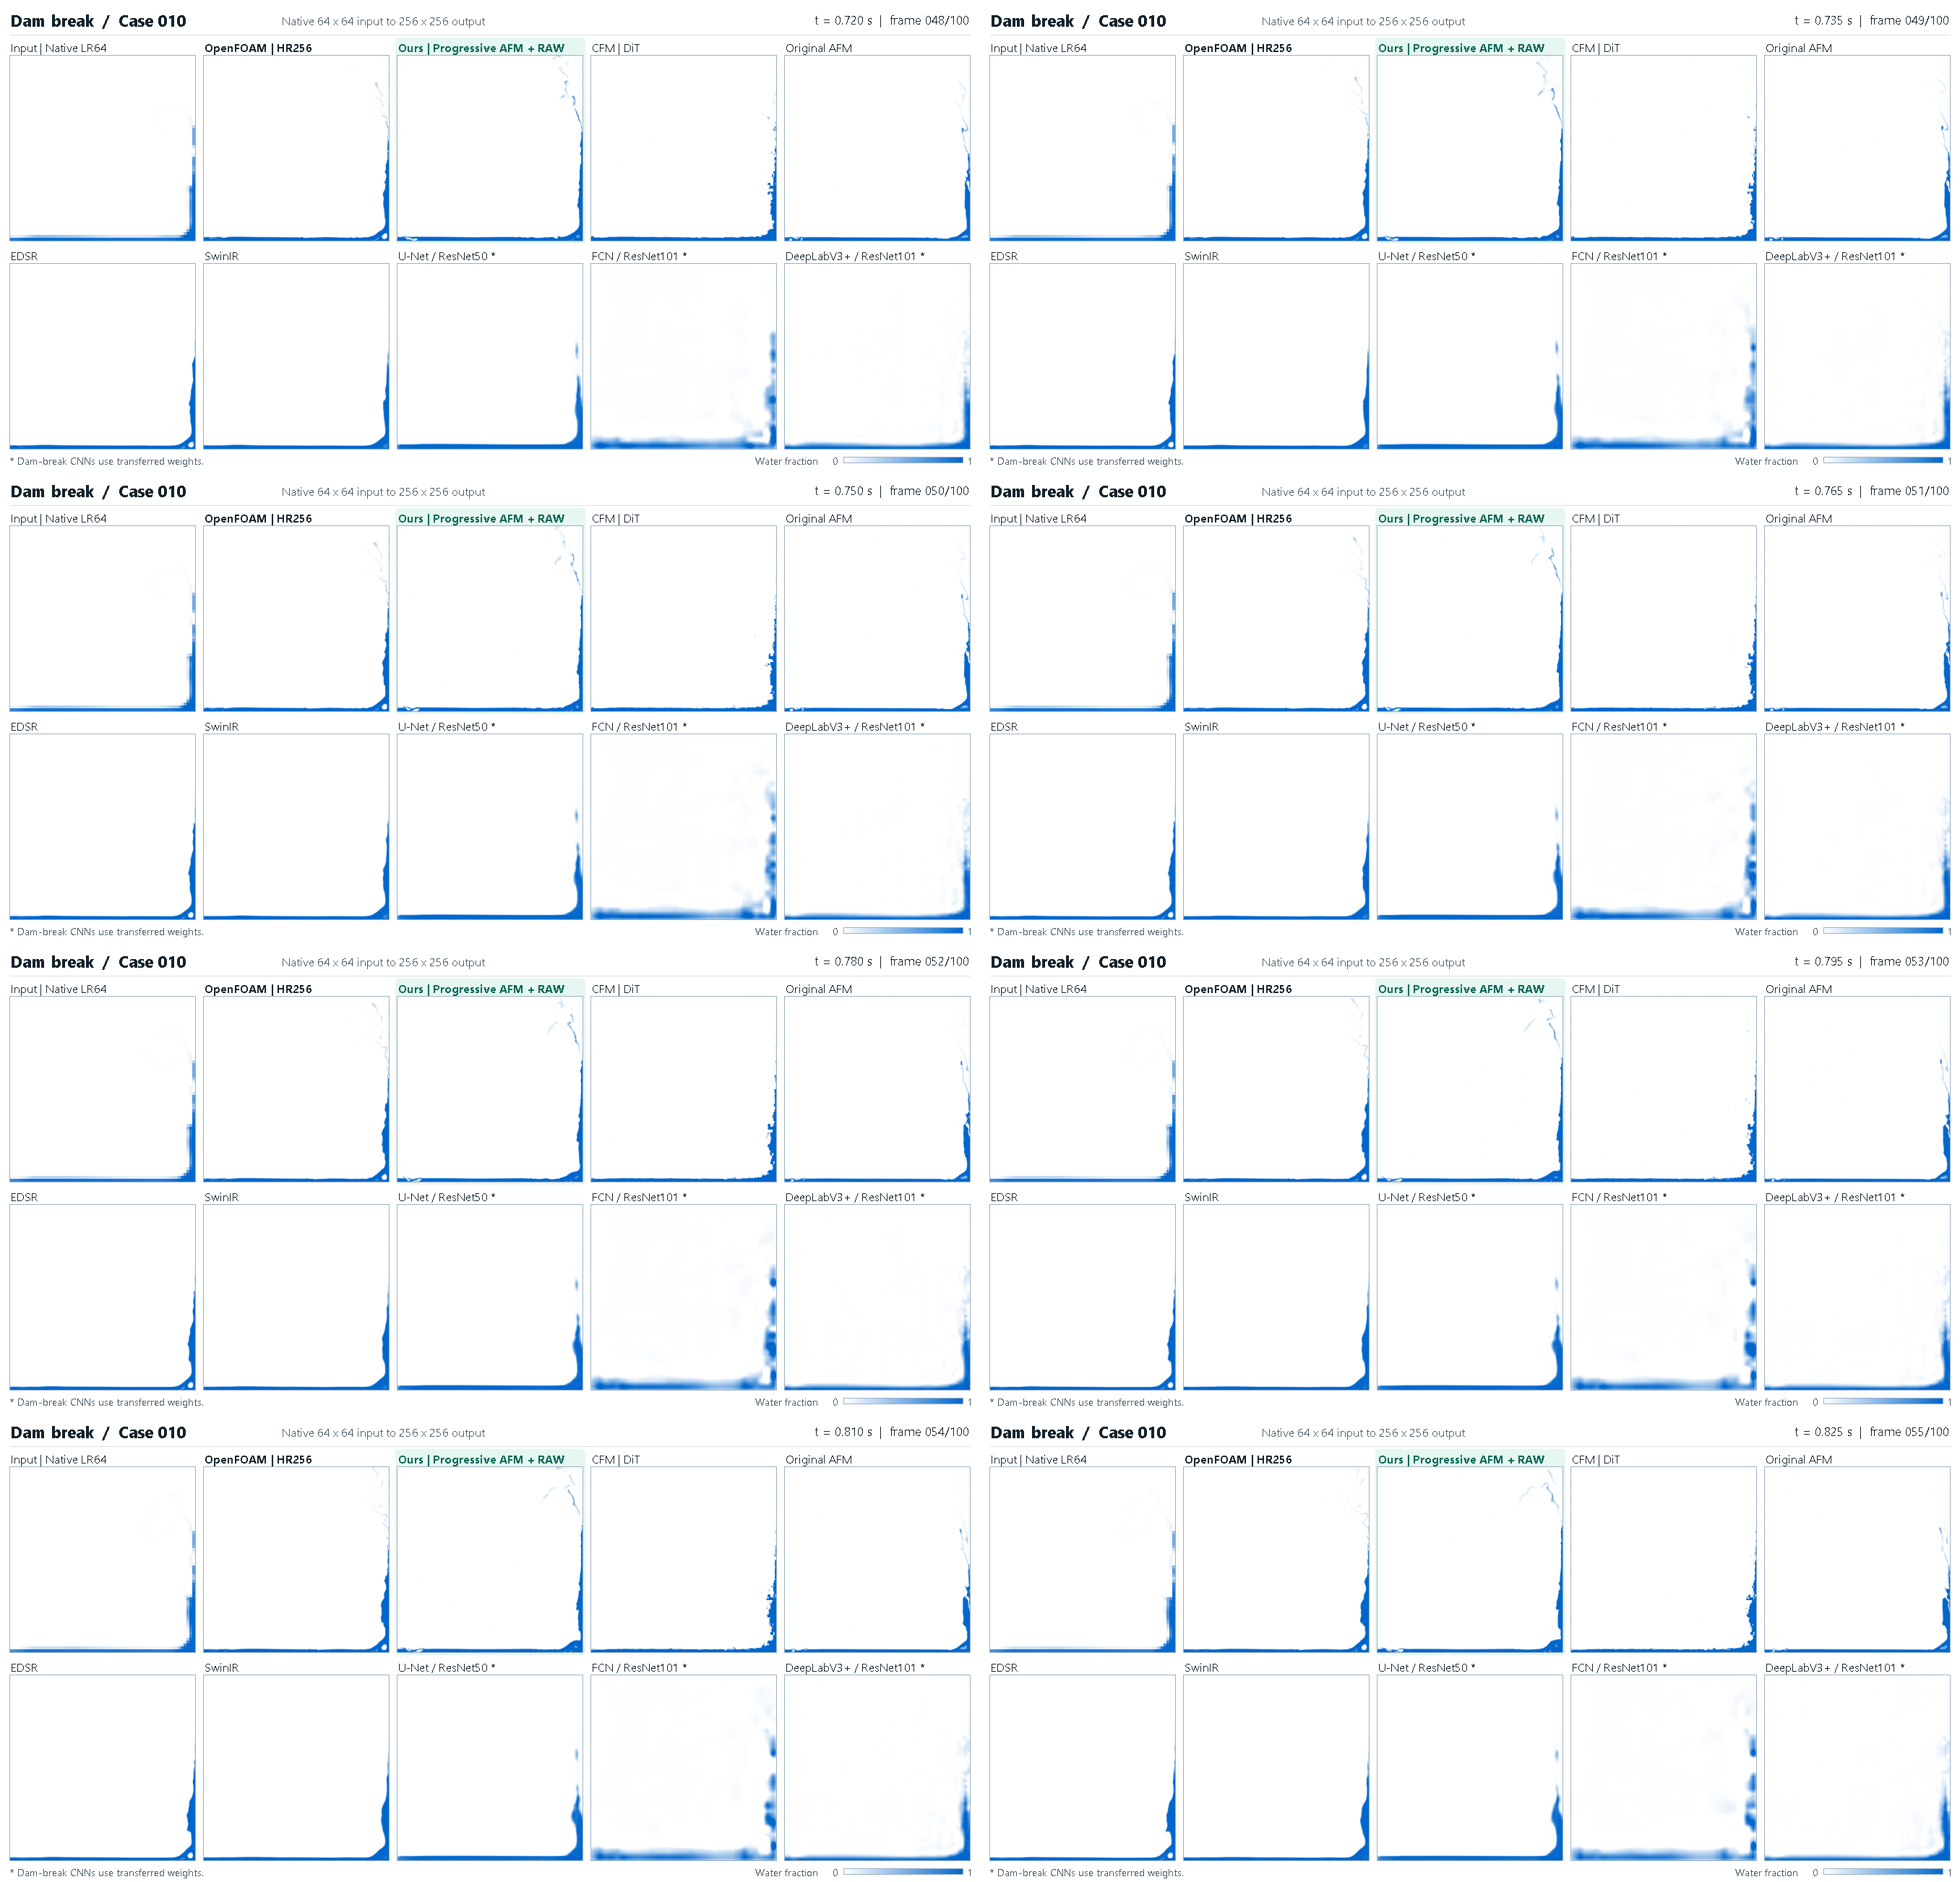 Dam break / Case 010 Native 64 x 64 input to 256 x 256 output t = 0.720 s | frame 048/100
Input | Native LR64 OpenFOAM | HR256 Ours | Progressive AFM + RAW CFM | DiT Original AFM
EDSR SwinIR U-Net / ResNet50 * FCN / ResNet101 * DeepLabV3+ / ResNet101 *
* Dam-break CNNs use transferred weights. Water fraction 0 1
Dam break / Case 010 Native 64 x 64 input to 256 x 256 output t = 0.735 s | frame 049/100
Input | Native LR64 OpenFOAM | HR256 Ours | Progressive AFM + RAW CFM | DiT Original AFM
EDSR SwinIR U-Net / ResNet50 * FCN / ResNet101 * DeepLabV3+ / ResNet101 *
* Dam-break CNNs use transferred weights. Water fraction 0 1
Dam break / Case 010 Native 64 x 64 input to 256 x 256 output t = 0.750 s | frame 050/100
Input | Native LR64 OpenFOAM | HR256 Ours | Progressive AFM + RAW CFM | DiT Original AFM
EDSR SwinIR U-Net / ResNet50 * FCN / ResNet101 * DeepLabV3+ / ResNet101 *
* Dam-break CNNs use transferred weights. Water fraction 0 1
Dam break / Case 010 Native 64 x 64 input to 256 x 256 output t = 0.765 s | frame 051/100
Input | Native LR64 OpenFOAM | HR256 Ours | Progressive AFM + RAW CFM | DiT Original AFM
EDSR SwinIR U-Net / ResNet50 * FCN / ResNet101 * DeepLabV3+ / ResNet101 *
* Dam-break CNNs use transferred weights. Water fraction 0 1
Dam break / Case 010 Native 64 x 64 input to 256 x 256 output t = 0.780 s | frame 052/100
Input | Native LR64 OpenFOAM | HR256 Ours | Progressive AFM + RAW CFM | DiT Original AFM
EDSR SwinIR U-Net / ResNet50 * FCN / ResNet101 * DeepLabV3+ / ResNet101 *
* Dam-break CNNs use transferred weights. Water fraction 0 1
Dam break / Case 010 Native 64 x 64 input to 256 x 256 output t = 0.795 s | frame 053/100
Input | Native LR64 OpenFOAM | HR256 Ours | Progressive AFM + RAW CFM | DiT Original AFM
EDSR SwinIR U-Net / ResNet50 * FCN / ResNet101 * DeepLabV3+ / ResNet101 *
* Dam-break CNNs use transferred weights. Water fraction 0 1
Dam break / Case 010 Native 64 x 64 input to 256 x 256 output t = 0.810 s | frame 054/100
Input | Native LR64 OpenFOAM | HR256 Ours | Progressive AFM + RAW CFM | DiT Original AFM
EDSR SwinIR U-Net / ResNet50 * FCN / ResNet101 * DeepLabV3+ / ResNet101 *
* Dam-break CNNs use transferred weights. Water fraction 0 1
Dam break / Case 010 Native 64 x 64 input to 256 x 256 output t = 0.825 s | frame 055/100
Input | Native LR64 OpenFOAM | HR256 Ours | Progressive AFM + RAW CFM | DiT Original AFM
EDSR SwinIR U-Net / ResNet50 * FCN / ResNet101 * DeepLabV3+ / ResNet101 *
* Dam-break CNNs use transferred weights. Water fraction 0 1